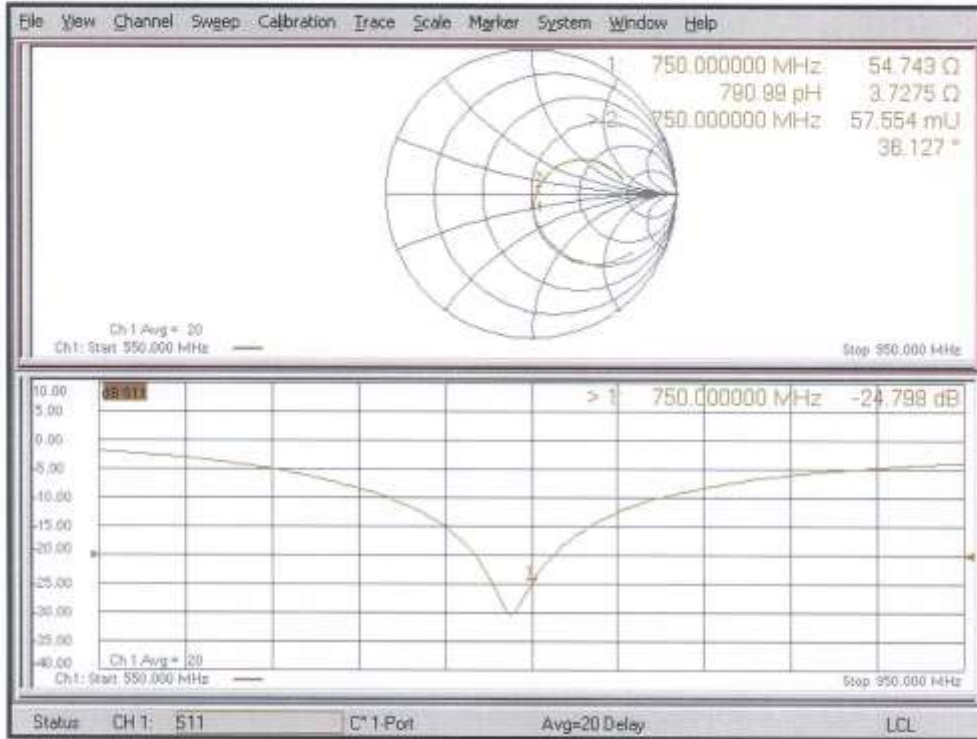 File View Channel Sweep Calibration Trace Scale Marker System Window Help
1: 750.000000 MHz 54.743 Ω
790.99 pH 3.7275 Ω
> 2: 750.000000 MHz 57.554 mU
36.127 °
Ch 1 Avg = 20
Ch1: Start 550.000 MHz
Stop 950.000 MHz
10.00 dB S11 > 1: 750.000000 MHz -24.798 dB
5.00
0.00
-5.00
-10.00
-15.00
-20.00
-25.00
-30.00
-35.00
-40.00
1
Ch 1 Avg = 20
Ch1: Start 550.000 MHz
Stop 950.000 MHz
Status CH 1: S11 C* 1-Port Avg=20 Delay LCL